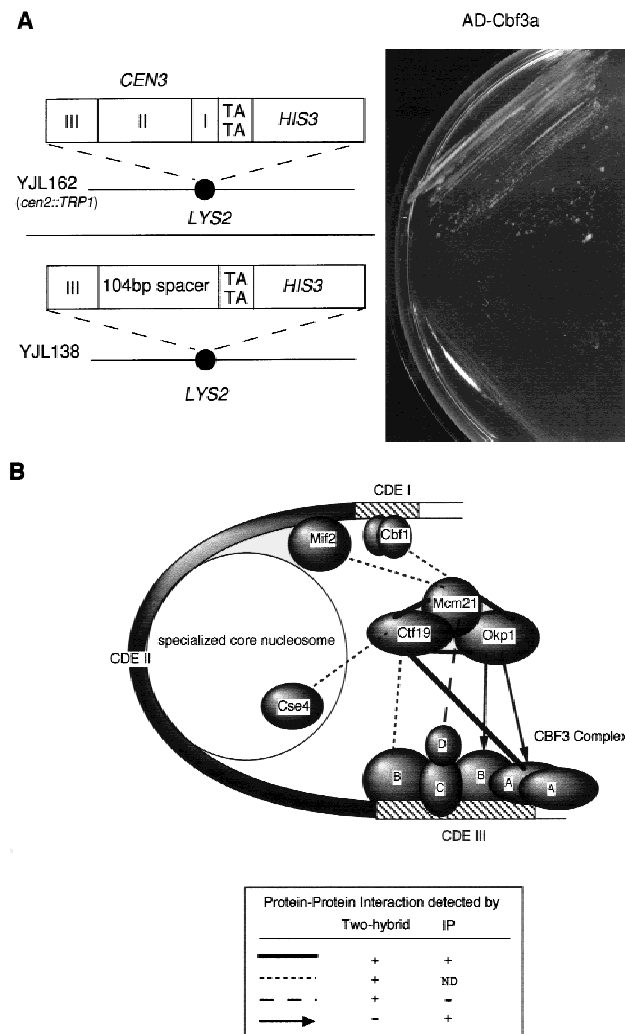 A
AD-Cbf3a
CEN3
III II I TA TA HIS3
YJL162
(cen2::TRP1)
LYS2
III 104bp spacer TA TA HIS3
YJL138
LYS2
B
CDE I
Mif2
Cbf1
Mcm21
Ctf19
Okp1
specialized core nucleosome
CDE II
Cse4
CBF3 Complex
D
B
C
B
A
A
CDE III
Protein-Protein Interaction detected by
Two-hybrid IP
+ +
+ ND
+ -
- +